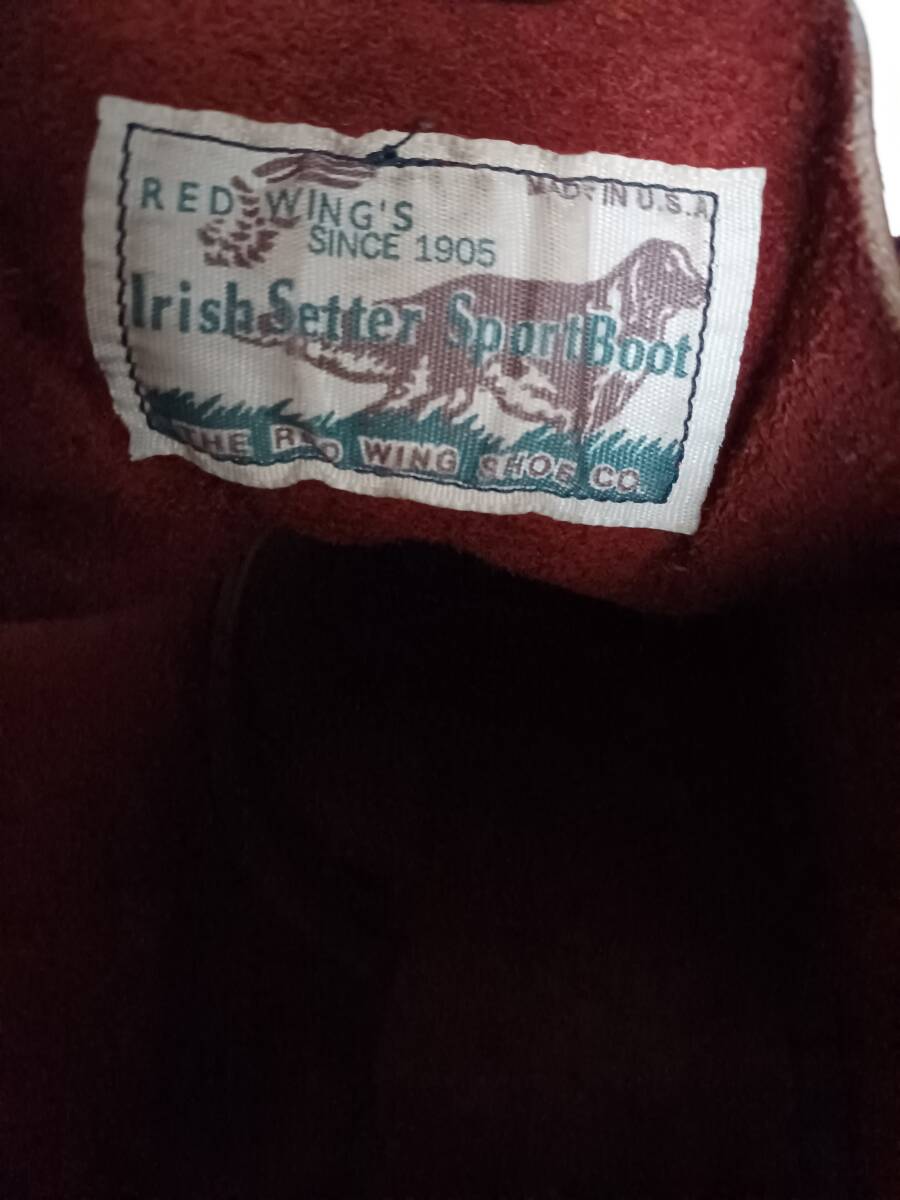 MADE IN U.S.A
RED WING'S
SINCE 1905
Irish Setter SportBoot
THE RED WING SHOE CO.